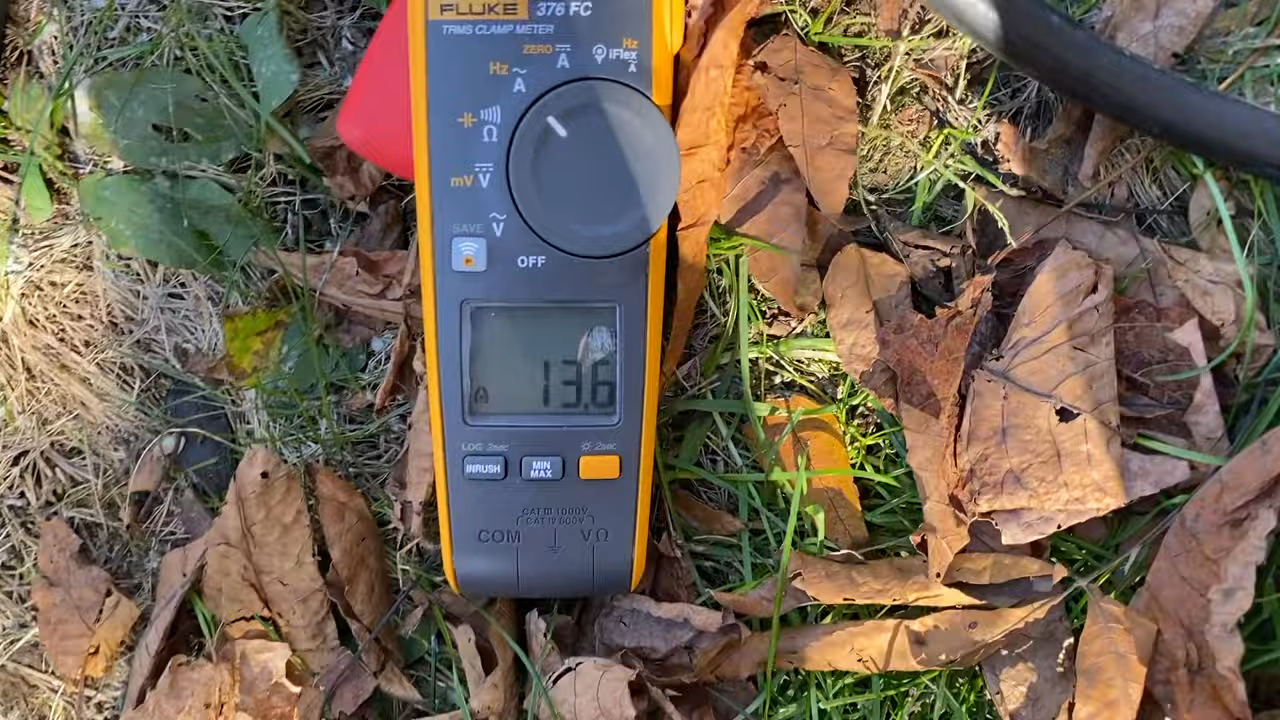 FLUKE 376 FC
TRMS CLAMP METER
ZERO A
Hz
iFlex
A
Hz
A
Ω
mV V
SAVE V
OFF
13.6
LOG 2sec 2sec
INRUSH MIN MAX
CAT III 1000V
CAT IV 600V
COM VΩ